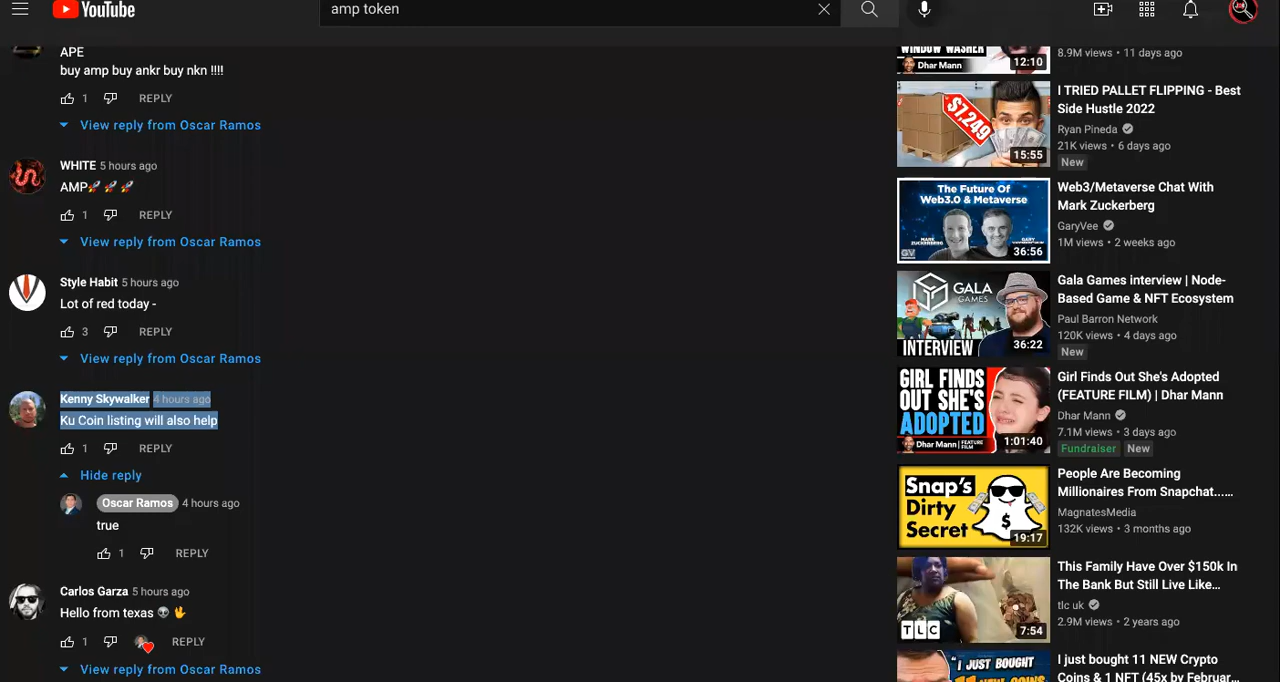 YouTube
amp token
APE
buy amp buy ankr buy nkn !!!!
1 REPLY
View reply from Oscar Ramos
WHITE 5 hours ago
AMP🚀🚀🚀
1 REPLY
View reply from Oscar Ramos
Style Habit 5 hours ago
Lot of red today -
3 REPLY
View reply from Oscar Ramos
Kenny Skywalker 4 hours ago
Ku Coin listing will also help
1 REPLY
Hide reply
Oscar Ramos 4 hours ago
true
1 REPLY
Carlos Garza 5 hours ago
Hello from texas 👽🖖
1 REPLY
View reply from Oscar Ramos
WINDOW WASHER
Dhar Mann
12:10
8.9M views • 11 days ago
$7,249
15:55
I TRIED PALLET FLIPPING - Best
Side Hustle 2022
Ryan Pineda
21K views • 6 days ago
New
The Future Of
Web3.0 & Metaverse
MARK ZUCKERBERG
GV
36:56
Web3/Metaverse Chat With
Mark Zuckerberg
GaryVee
1M views • 2 weeks ago
GALA
GAMES
INTERVIEW
36:22
Gala Games interview | Node-
Based Game & NFT Ecosystem
Paul Barron Network
120K views • 4 days ago
New
GIRL FINDS
OUT SHE'S
ADOPTED
Dhar Mann | FEATURE FILM
1:01:40
Girl Finds Out She's Adopted
(FEATURE FILM) | Dhar Mann
Dhar Mann
7.1M views • 3 days ago
Fundraiser New
Snap's
Dirty
Secret
$
19:17
People Are Becoming
Millionaires From Snapchat...…
MagnatesMedia
132K views • 3 months ago
TLC
7:54
This Family Have Over $150k In
The Bank But Still Live Like...
tlc uk
2.9M views • 2 years ago
"I JUST BOUGHT
I just bought 11 NEW Crypto
Coins & 1 NFT (45x by Februar...